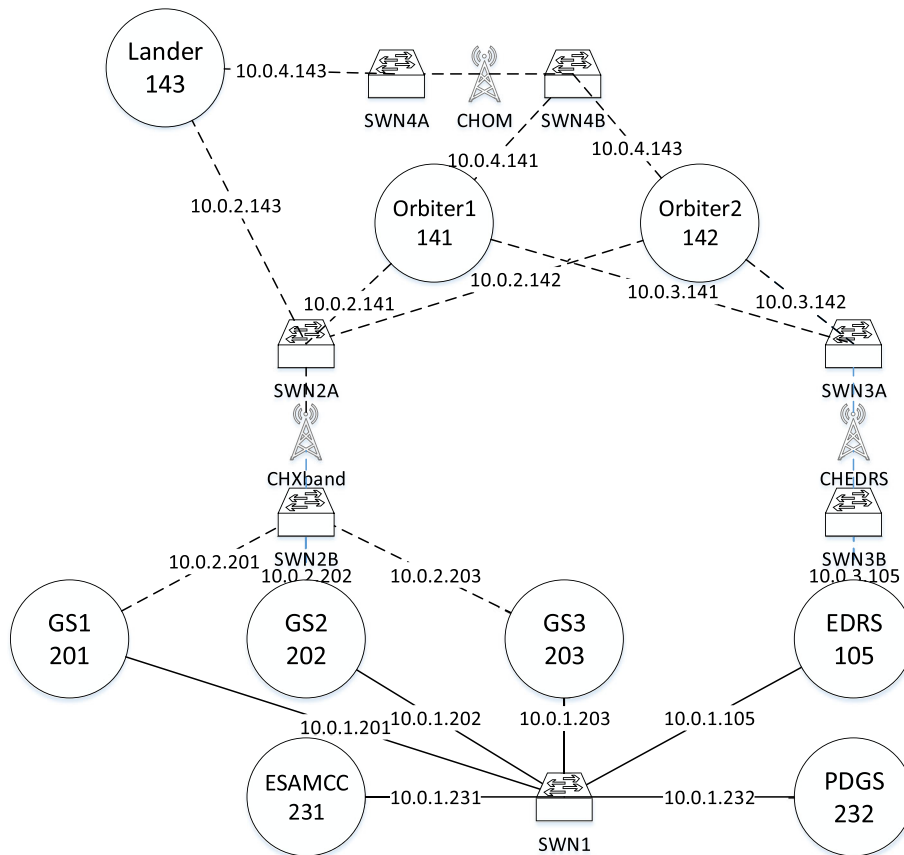 Lander
143
10.0.4.143
SWN4A
CHOM
SWN4B
10.0.4.141
10.0.4.143
10.0.2.143
Orbiter1
141
Orbiter2
142
10.0.2.141
10.0.2.142
10.0.3.141
10.0.3.142
SWN2A
SWN3A
CHXband
CHEDRS
SWN2B
SWN3B
10.0.2.201
10.0.2.202
10.0.2.203
10.0.3.105
GS1
201
GS2
202
GS3
203
EDRS
105
10.0.1.201
10.0.1.202
10.0.1.203
10.0.1.105
ESAMCC
231
10.0.1.231
10.0.1.232
PDGS
232
SWN1